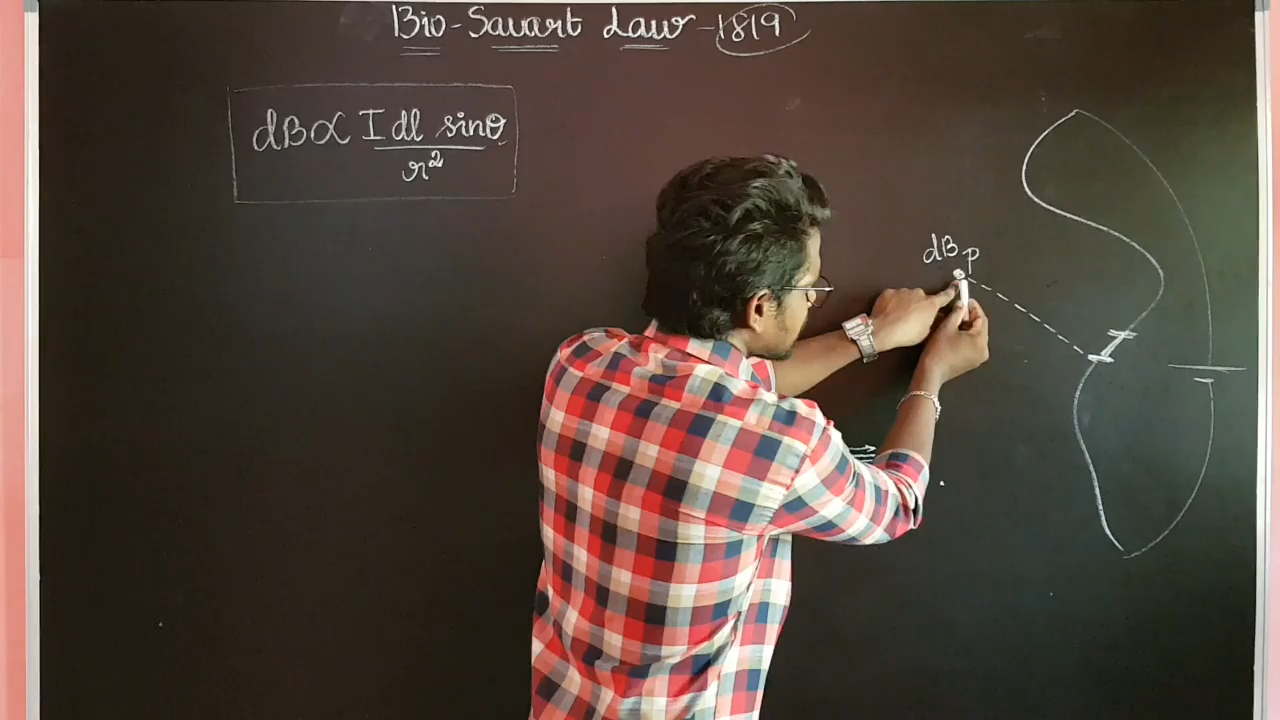 Bio-Savart Law - 1819
dB ∝ I dl sinθ
r²
dB P